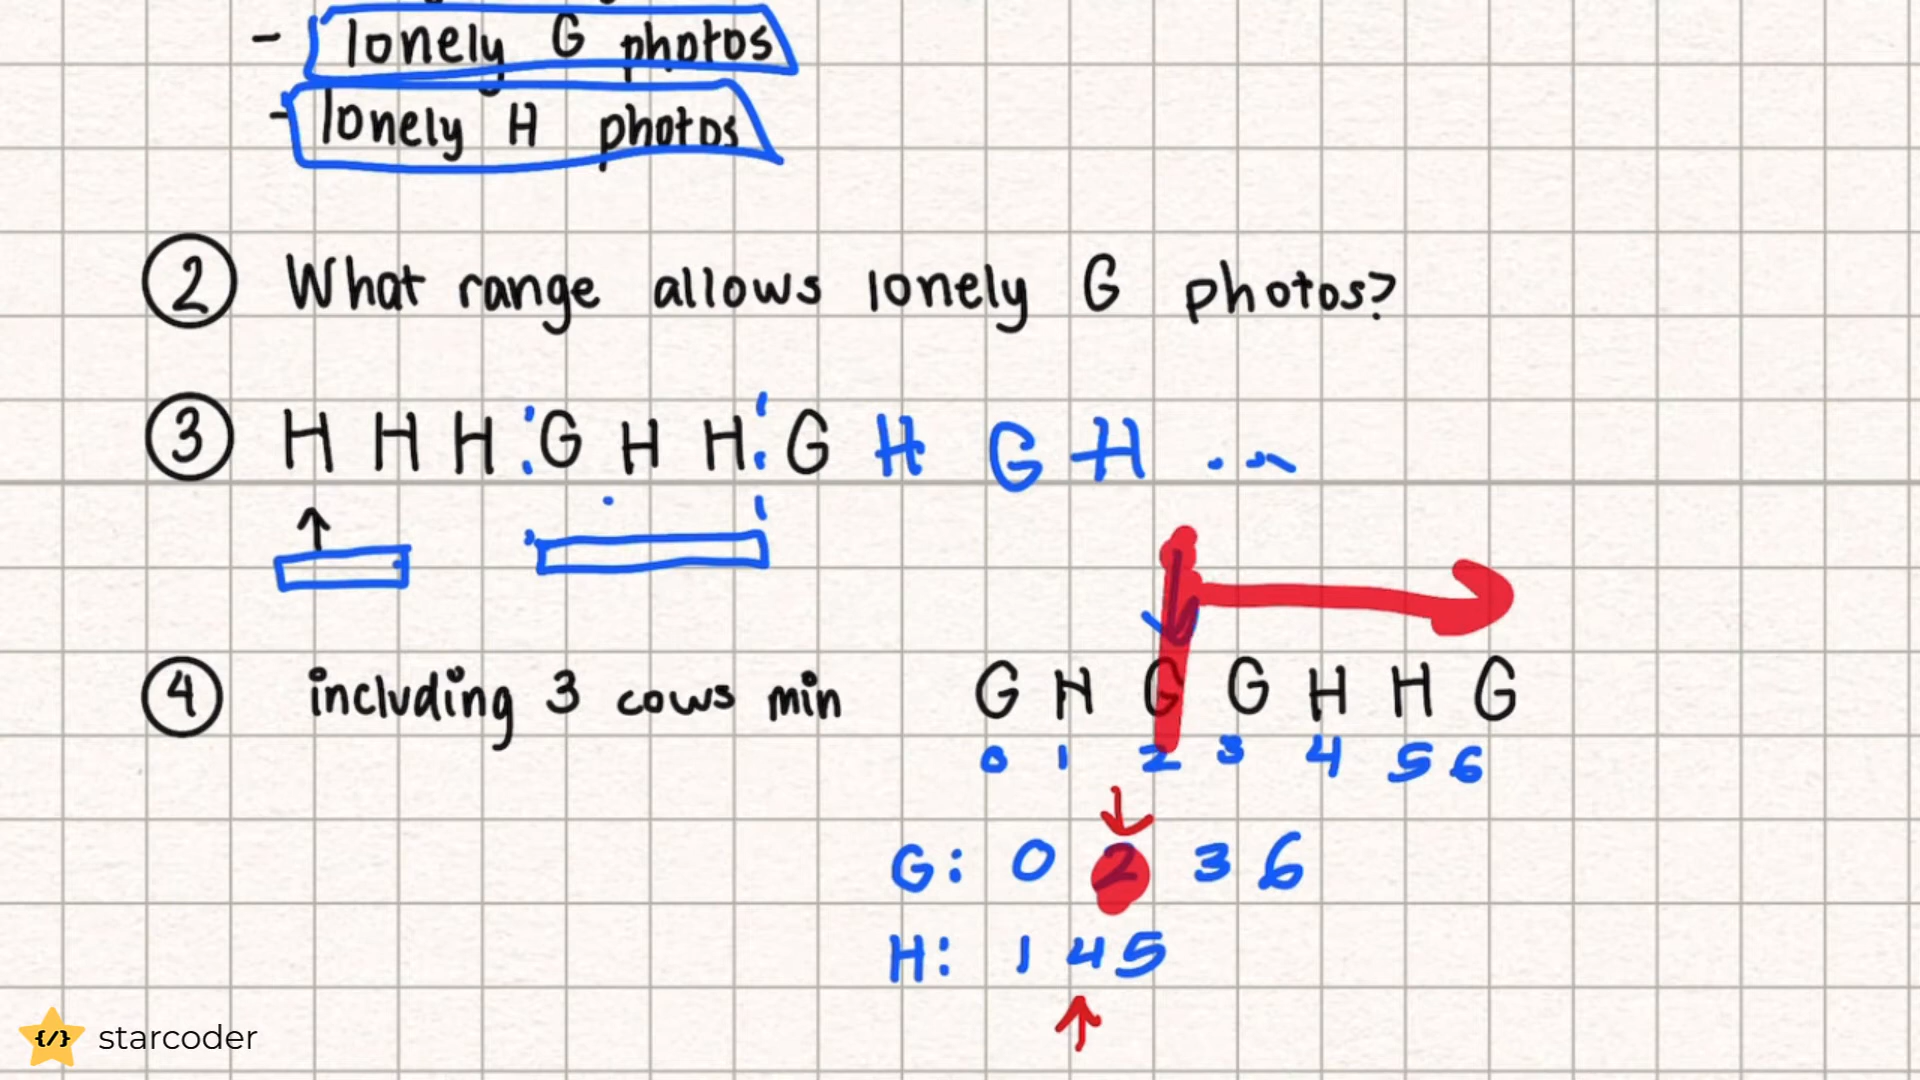 - lonely G photos
- lonely H photos
2 What range allows lonely G photos?
3 H H H G H H G H G H ...
4 including 3 cows min
G H G G H H G
0 1 2 3 4 5 6
G: 0 2 3 6
H: 1 4 5
{/} starcoder